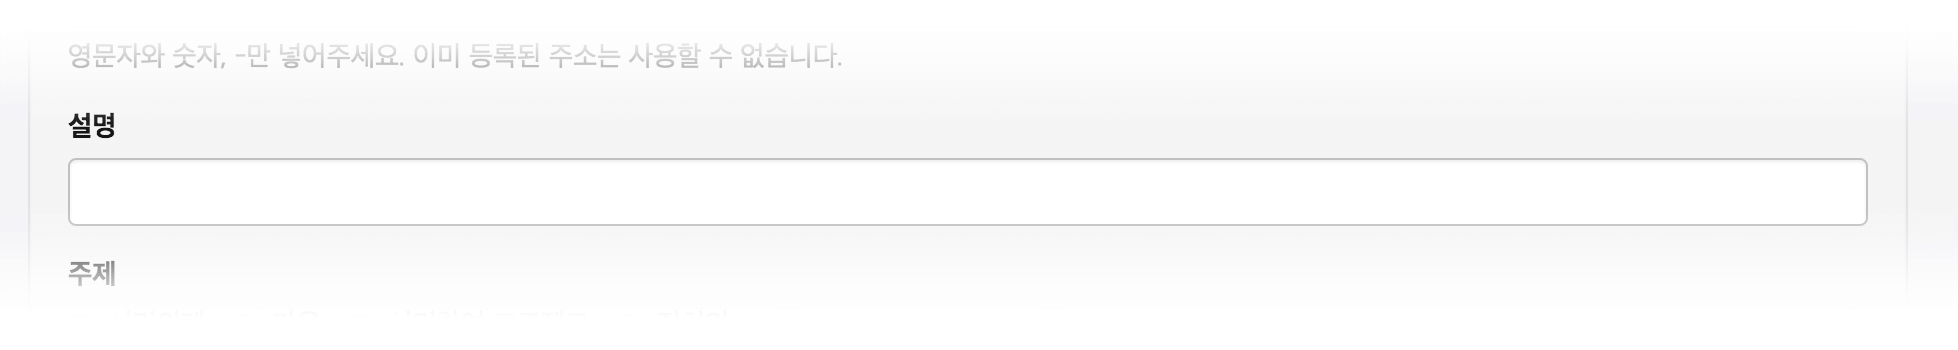 영문자와 숫자, -만 넣어주세요. 이미 등록된 주소는 사용할 수 없습니다.
설명
주제